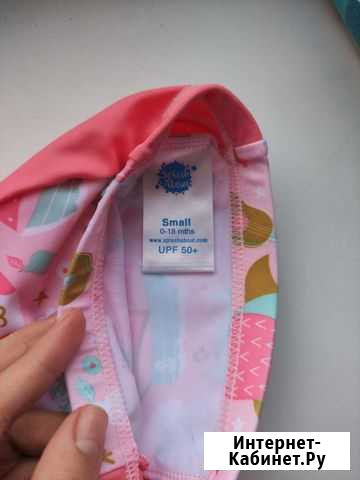 Splash
About
Small
0-18 mths
www.splashabout.com
UPF 50+
Интернет-
Кабинет.Ру